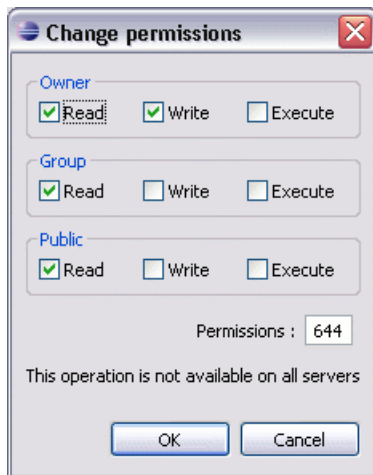 Change permissions
Owner
Read Write Execute
Group
Read Write Execute
Public
Read Write Execute
Permissions : 644
This operation is not available on all servers
OK Cancel